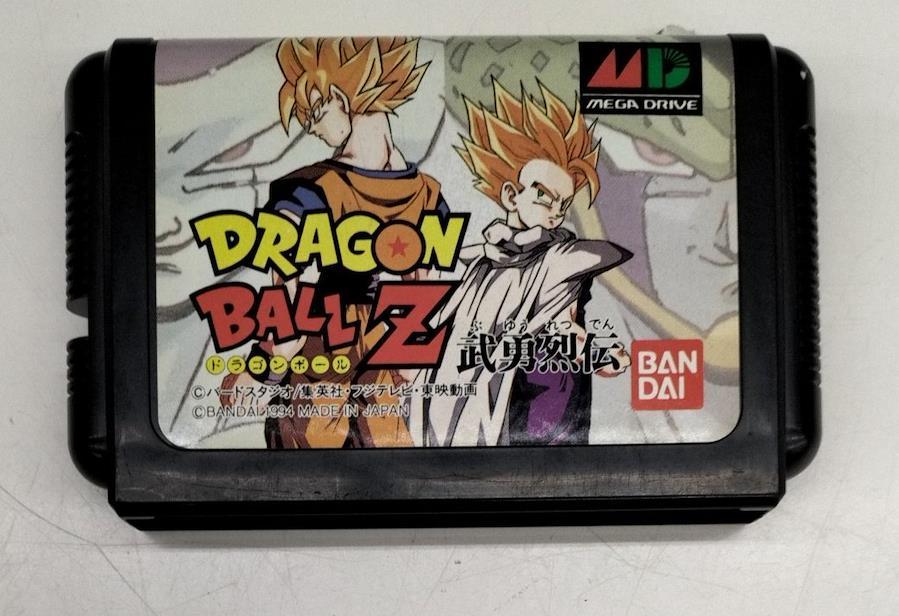 MD
MEGA DRIVE
DRAGON
BALL Z
ドラゴンボール
ぶゆうれつでん
武勇烈伝
BAN
DAI
©バードスタジオ/集英社・フジテレビ・東映動画
©BANDAI 1994 MADE IN JAPAN